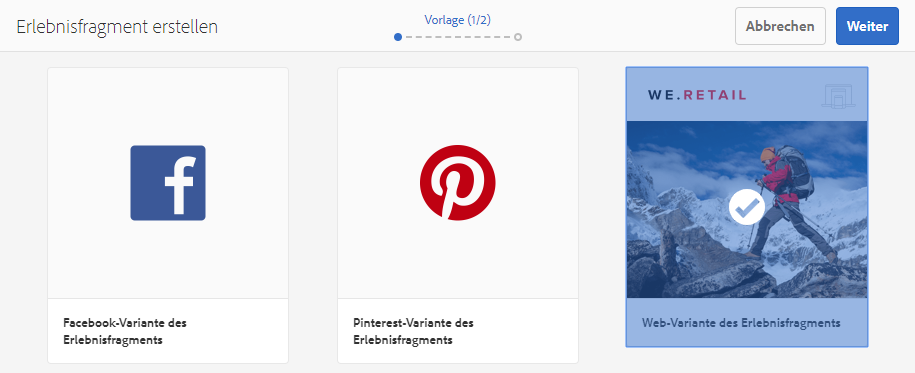 Erlebnisfragment erstellen
Vorlage (1/2)
Abbrechen
Weiter
WE.RETAIL
Facebook-Variante des
Erlebnisfragments
Pinterest-Variante des
Erlebnisfragments
Web-Variante des Erlebnisfragments